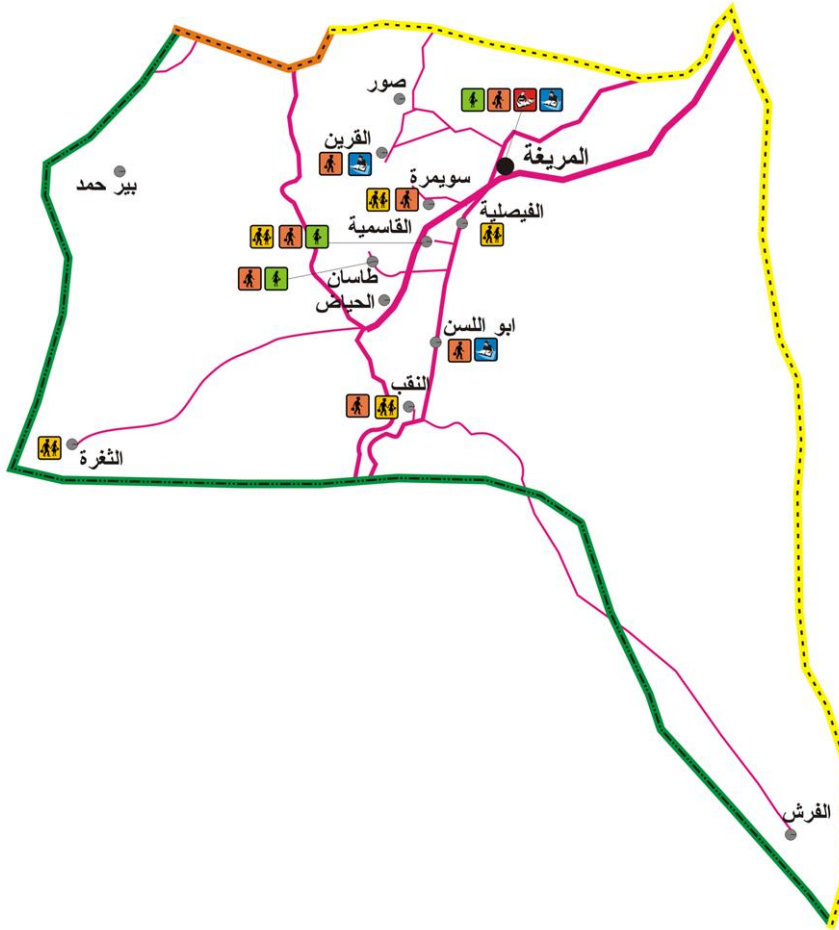 صور
القرين
المريغة
بير حمد
سويمرة
الفيصلية
القاسمية
طاسان
الحياض
ابو اللسن
النقب
الثغرة
الفرش